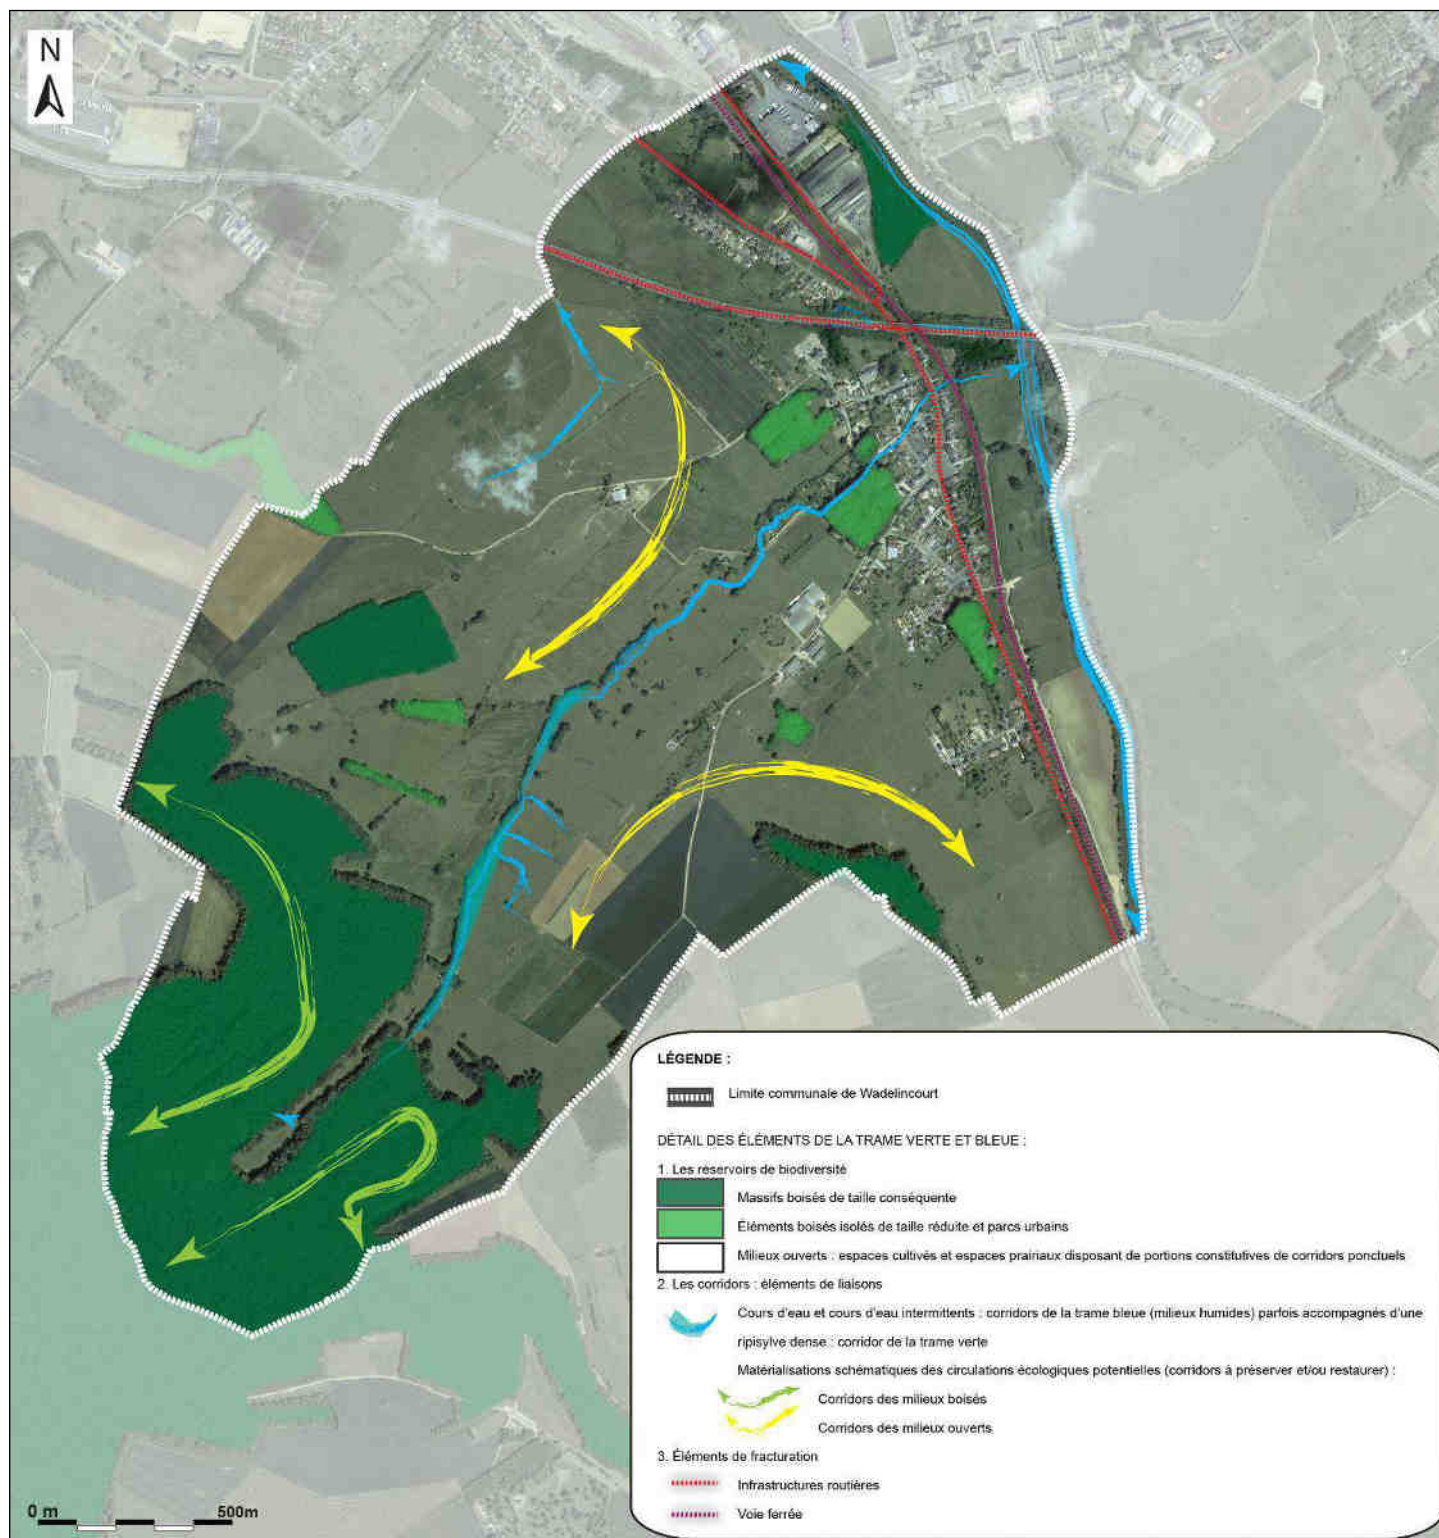 N
LÉGENDE :
Limite communale de Wadelincourt
DÉTAIL DES ÉLÉMENTS DE LA TRAME VERTE ET BLEUE :
1. Les réservoirs de biodiversité
Massifs boisés de taille conséquente
Éléments boisés isolés de taille réduite et parcs urbains
Milieux ouverts : espaces cultivés et espaces prairiaux disposant de portions constitutives de corridors ponctuels
2. Les corridors : éléments de liaisons
Cours d'eau et cours d'eau intermittents : corridors de la trame bleue (milieux humides) parfois accompagnés d'une
ripisylve dense : corridor de la trame verte
Matérialisations schématiques des circulations écologiques potentielles (corridors à préserver et/ou restaurer) :
Corridors des milieux boisés
Corridors des milieux ouverts
3. Éléments de fracturation
Infrastructures routières
Voie ferrée
0 m 500m